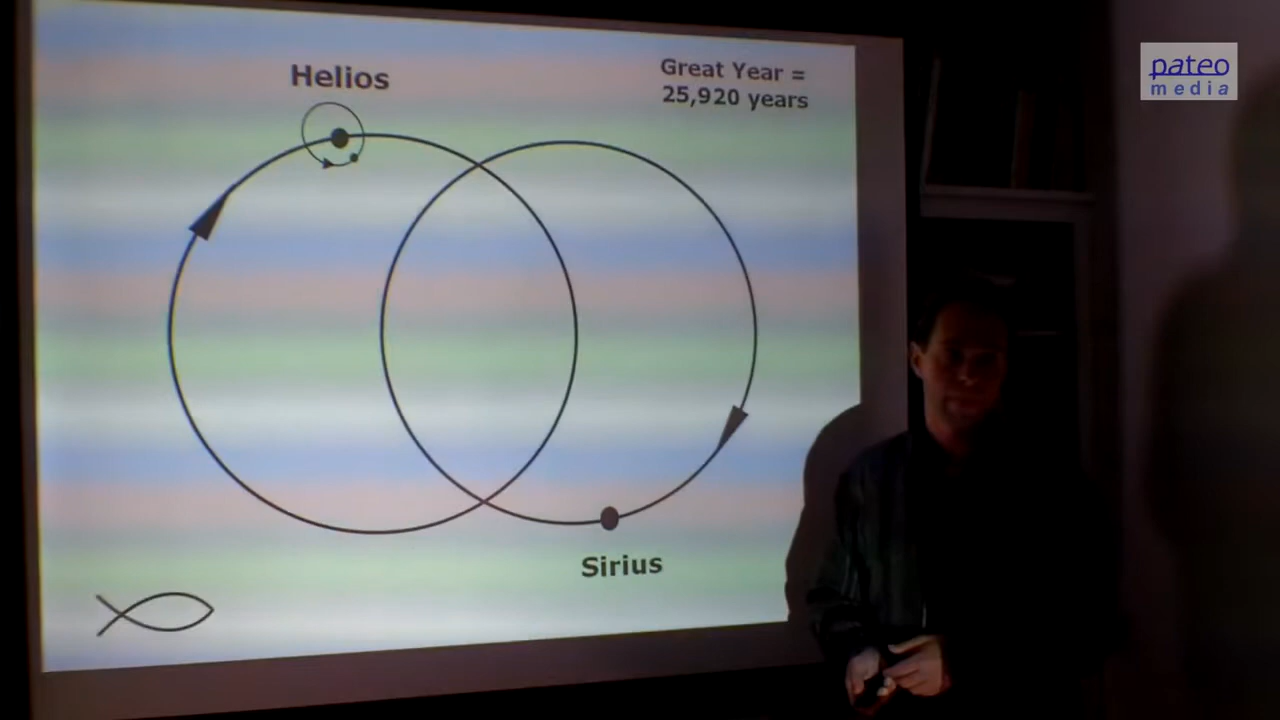 Helios
Great Year =
25,920 years
Sirius
pateo
media